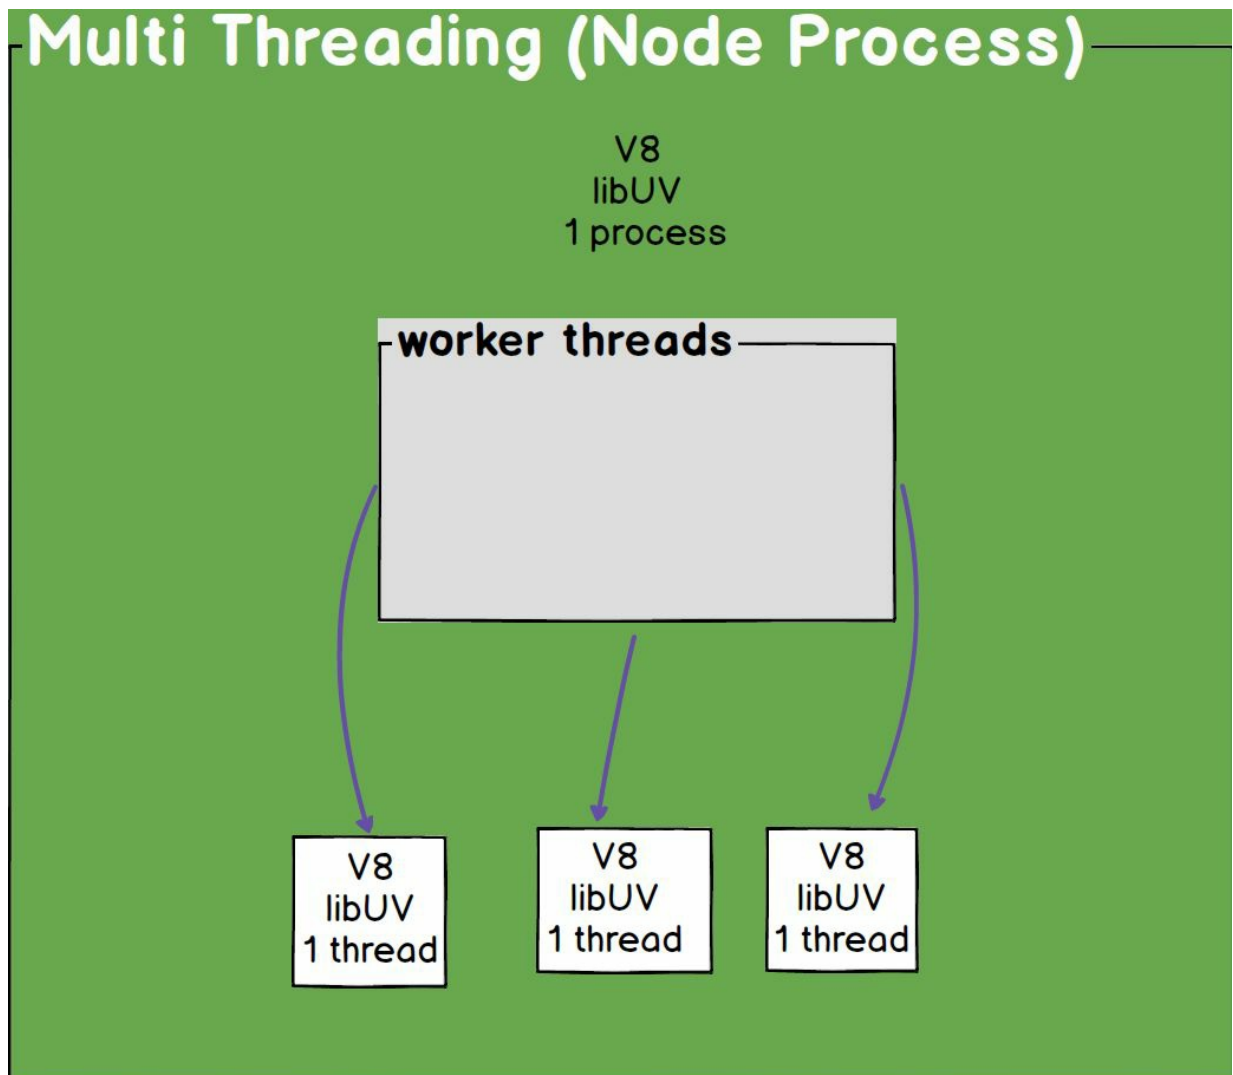 Multi Threading (Node Process)
V8
libUV
1 process
worker threads
V8
libUV
1 thread
V8
libUV
1 thread
V8
libUV
1 thread